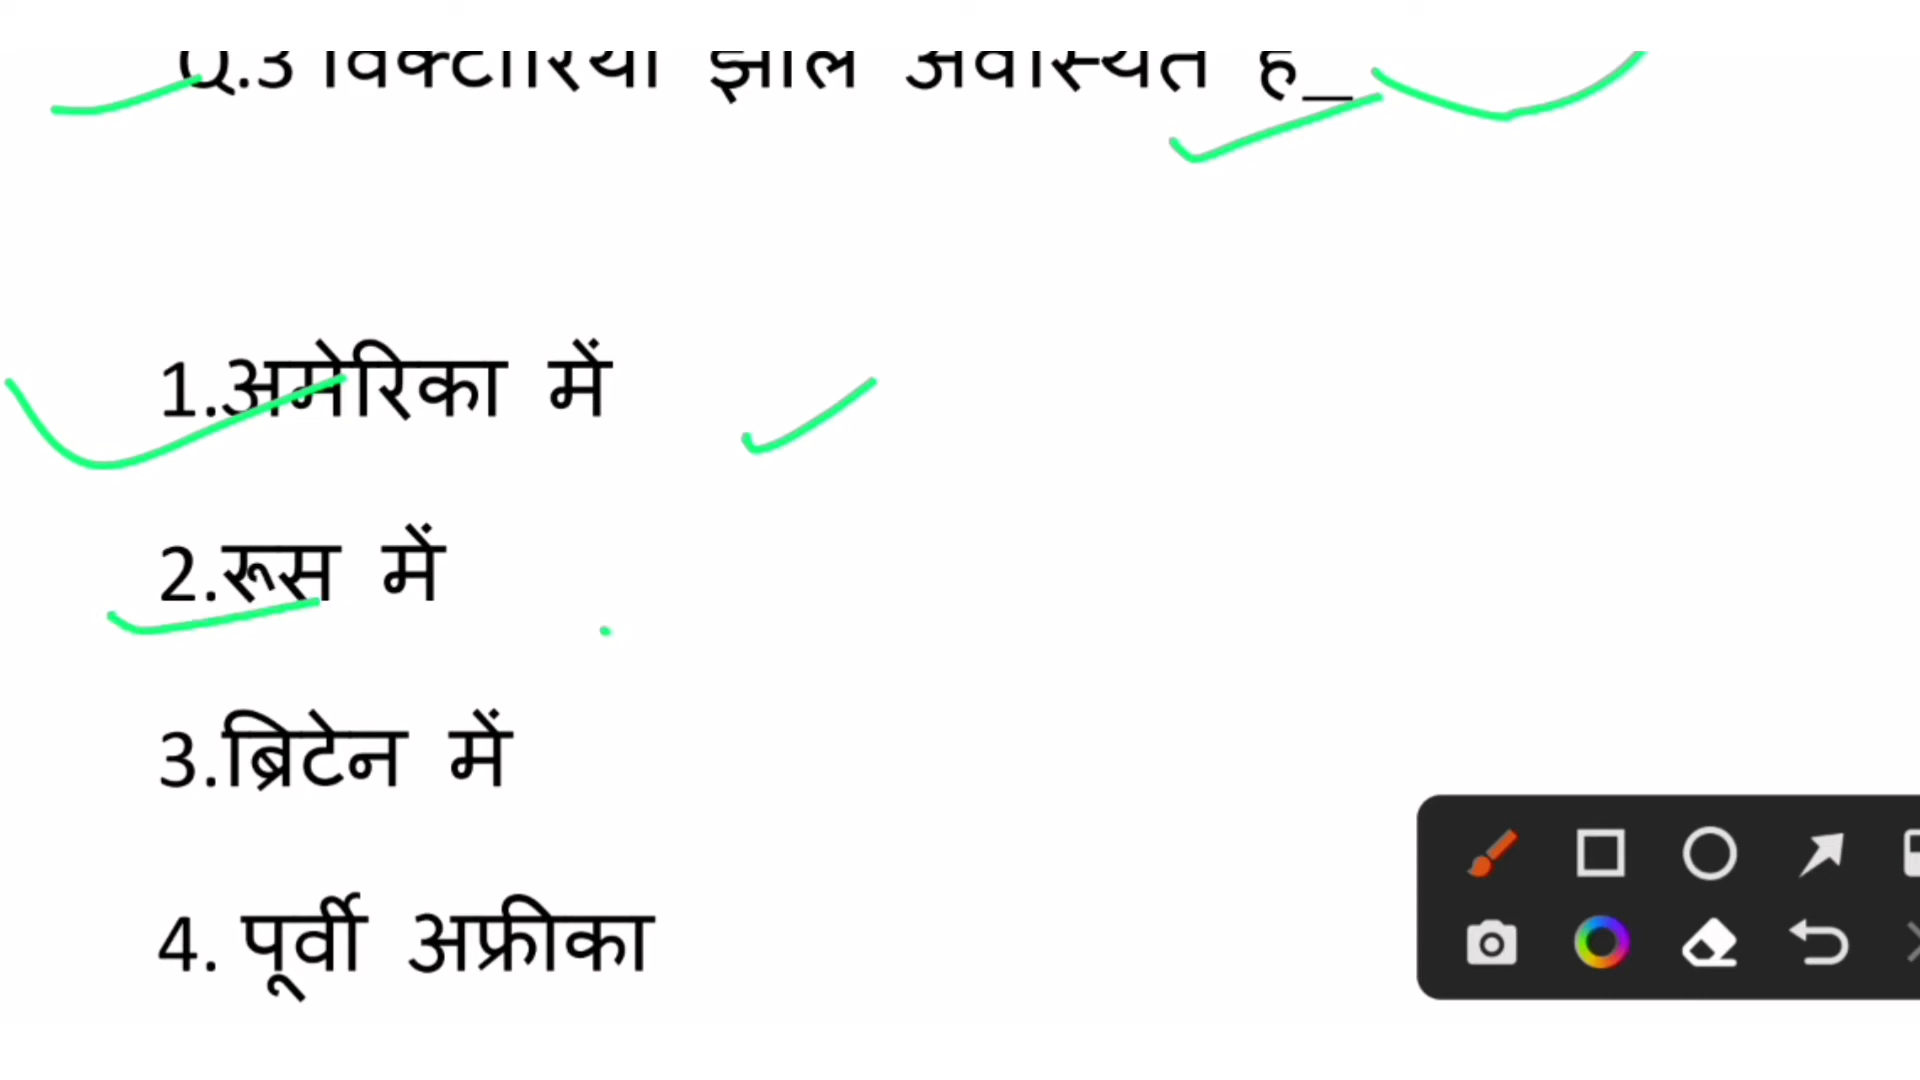 Q.3 विक्टोरिया झील अवस्थित है_
1.अमेरिका में
2.रूस में
3.ब्रिटेन में
4. पूर्वी अफ्रीका